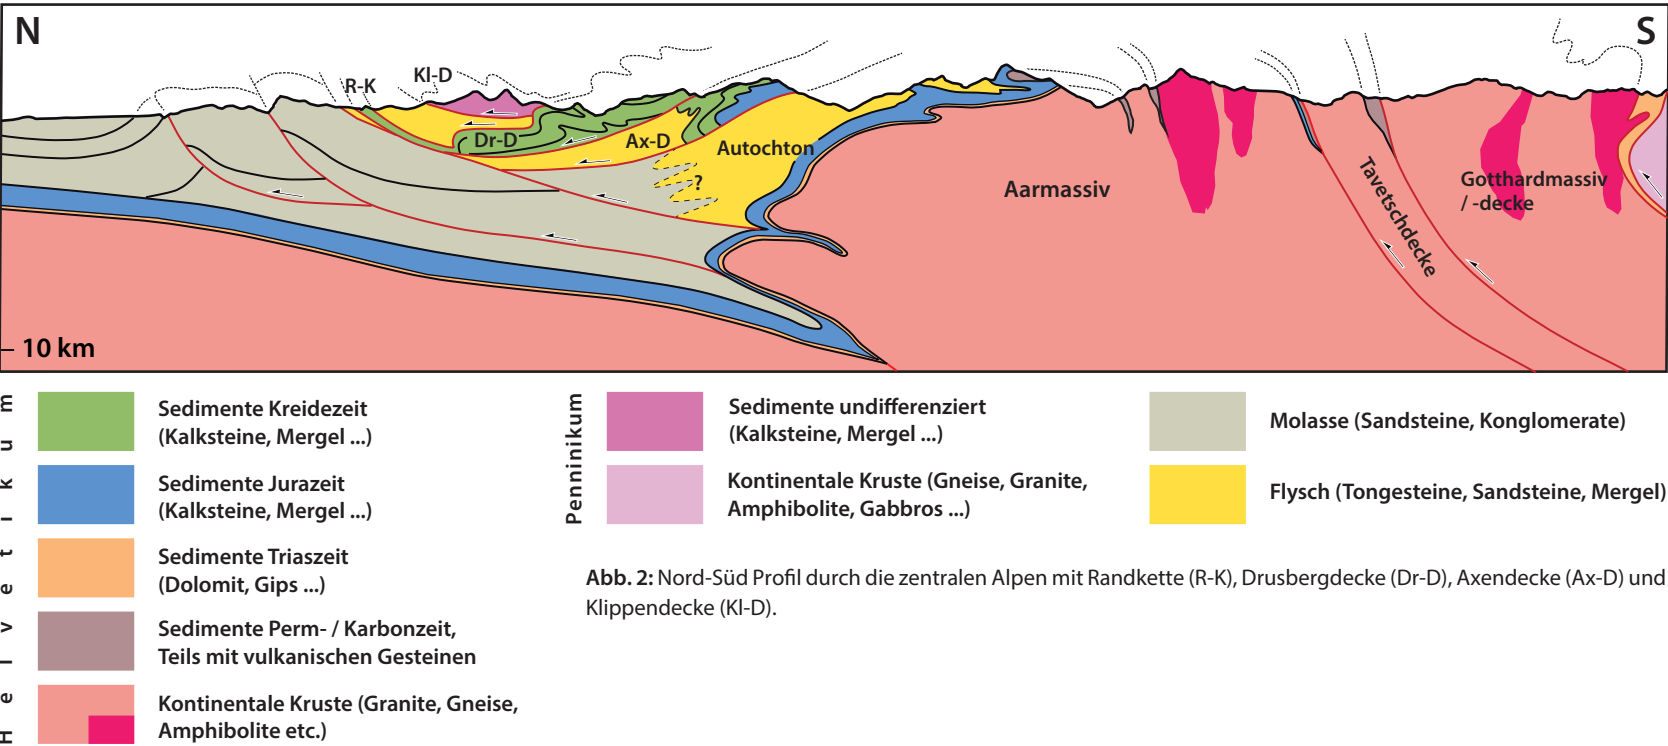 N
S
R-K
Kl-D
Dr-D
Ax-D
Autochton
?
Aarmassiv
Tavetschdecke
Gotthardmassiv
/ -decke
10 km
Helvetikum
Sedimente Kreidezeit
(Kalksteine, Mergel ...)
Sedimente Jurazeit
(Kalksteine, Mergel ...)
Sedimente Triaszeit
(Dolomit, Gips ...)
Sedimente Perm- / Karbonzeit,
Teils mit vulkanischen Gesteinen
Kontinentale Kruste (Granite, Gneise,
Amphibolite etc.)
Penninikum
Sedimente undifferenziert
(Kalksteine, Mergel ...)
Kontinentale Kruste (Gneise, Granite,
Amphibolite, Gabbros ...)
Molasse (Sandsteine, Konglomerate)
Flysch (Tongesteine, Sandsteine, Mergel)
Abb. 2: Nord-Süd Profil durch die zentralen Alpen mit Randkette (R-K), Drusbergdecke (Dr-D), Axendecke (Ax-D) und
Klippendecke (Kl-D).